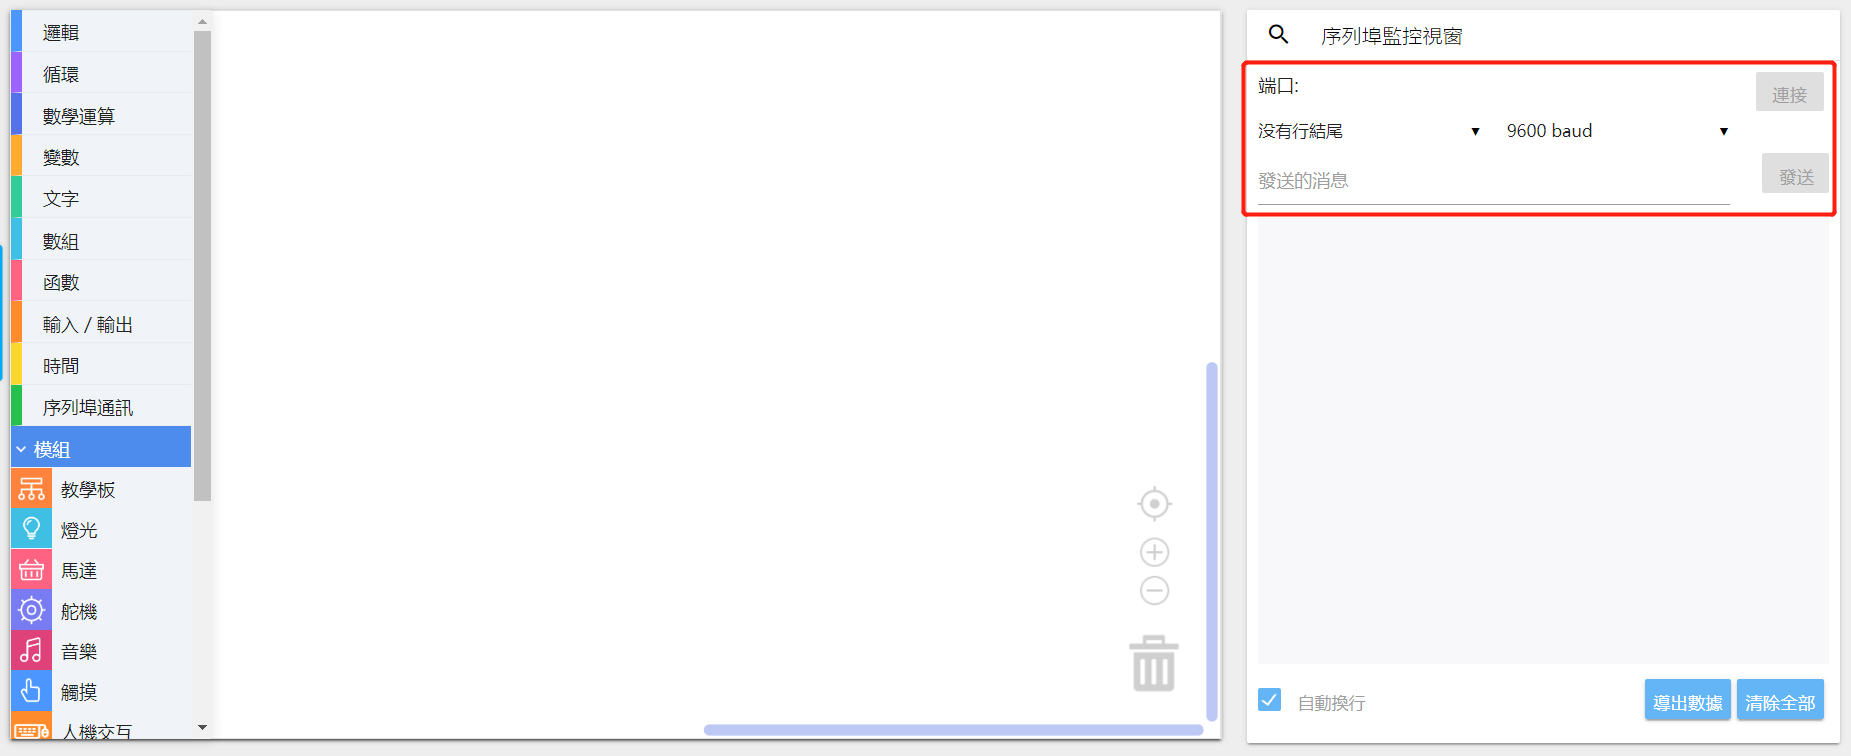 邏輯
循環
數學運算
變數
文字
數組
函數
輸入 / 輸出
時間
序列埠通訊
模組
教學板
燈光
馬達
舵機
音樂
觸摸
人機交互
序列埠監控視窗
端口:
連接
没有行結尾
9600 baud
發送的消息
發送
自動換行
導出數據
清除全部